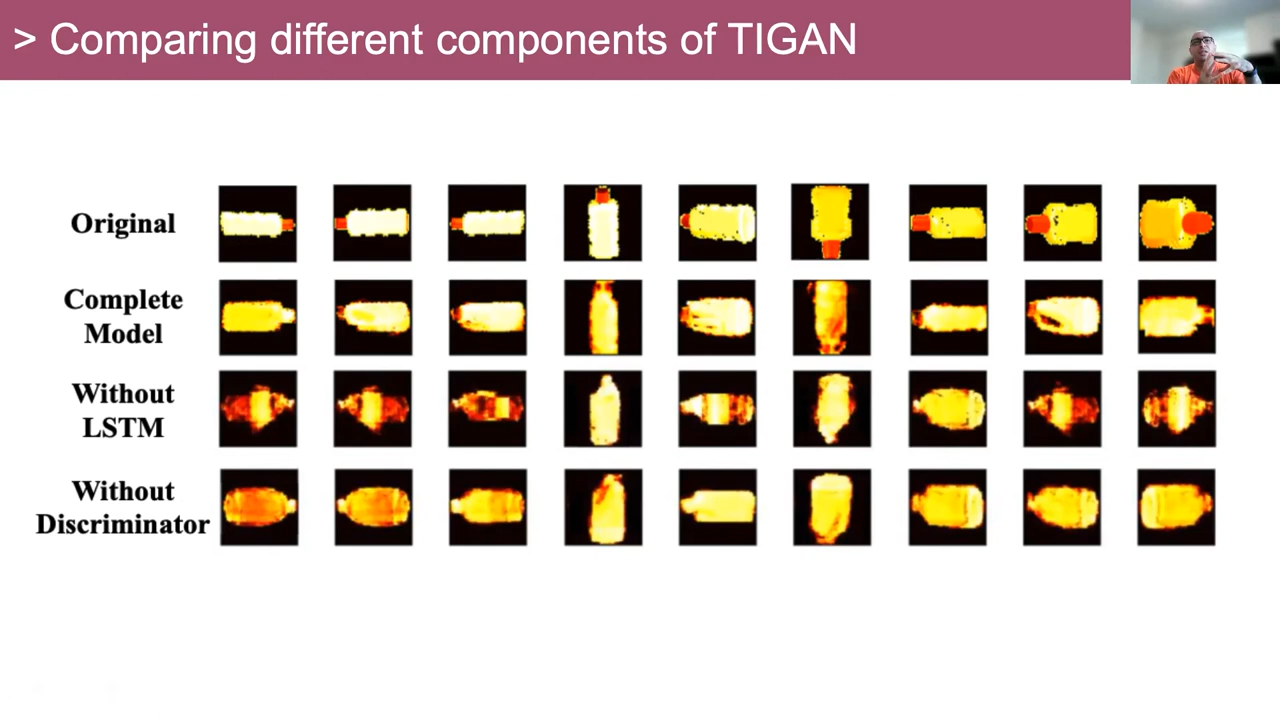 > Comparing different components of TIGAN
Original
Complete
Model
Without
LSTM
Without
Discriminator